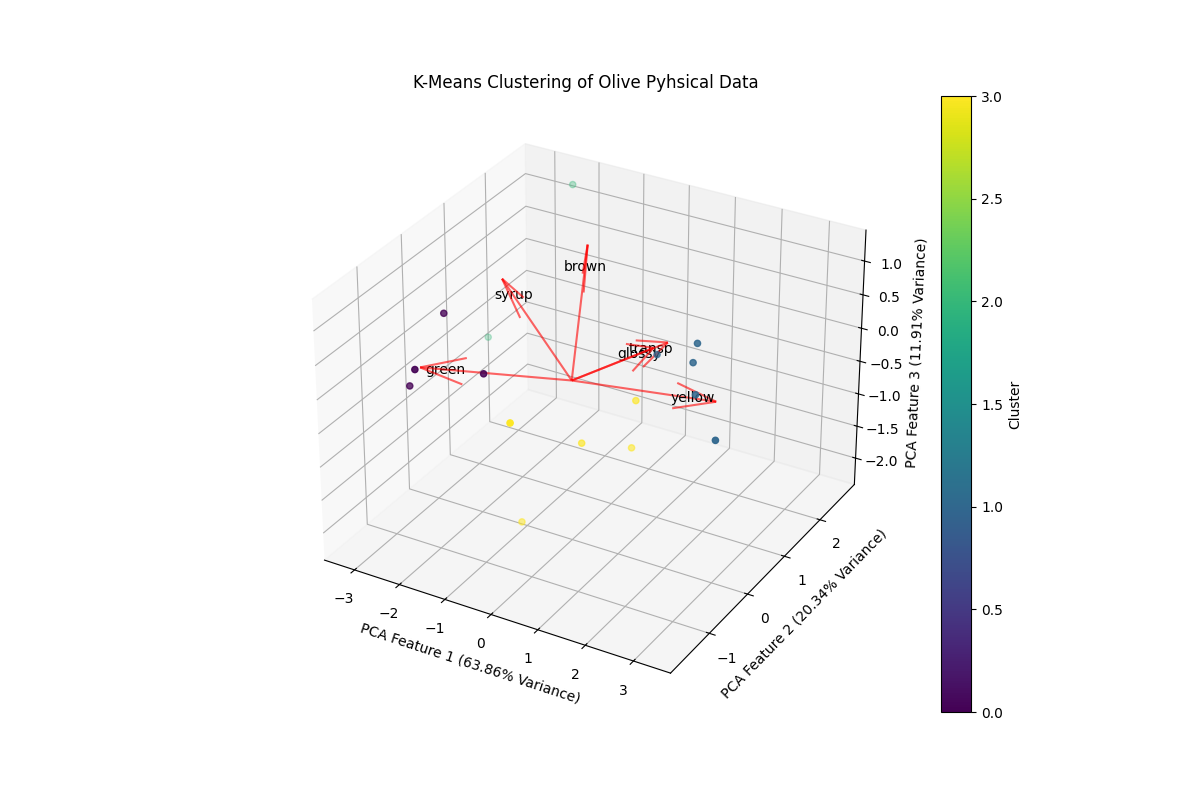 K-Means Clustering of Olive Pyhsical Data
brown
syrup
transp
glossy
green
yellow
−3
−2
−1
0
1
2
3
PCA Feature 1 (63.86% Variance)
−1
0
1
2
PCA Feature 2 (20.34% Variance)
1.0
0.5
0.0
−0.5
−1.0
−1.5
−2.0
PCA Feature 3 (11.91% Variance)
3.0
2.5
2.0
1.5
1.0
0.5
0.0
Cluster